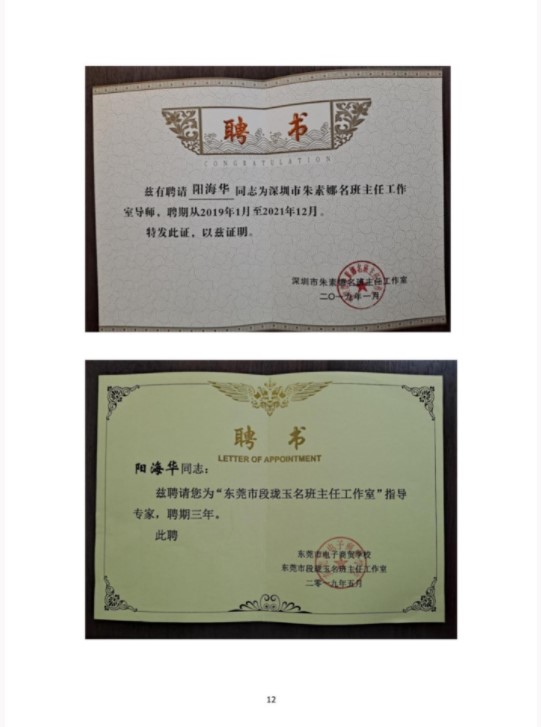 聘 书
CONGRATULATION
兹有聘请 阳海华 同志为深圳市朱素娜名班主任工作
室导师，聘期从2019年1月至2021年12月。
特发此证，以兹证明。
深圳市朱素娜名班主任工作室
二〇一九年一月
聘 书
LETTER OF APPOINTMENT
阳海华同志：
兹聘请您为“东莞市段珑玉名班主任工作室”指导
专家，聘期三年。
此聘
东莞市电子商贸学校
东莞市段珑玉名班主任工作室
二零一九年五月
12